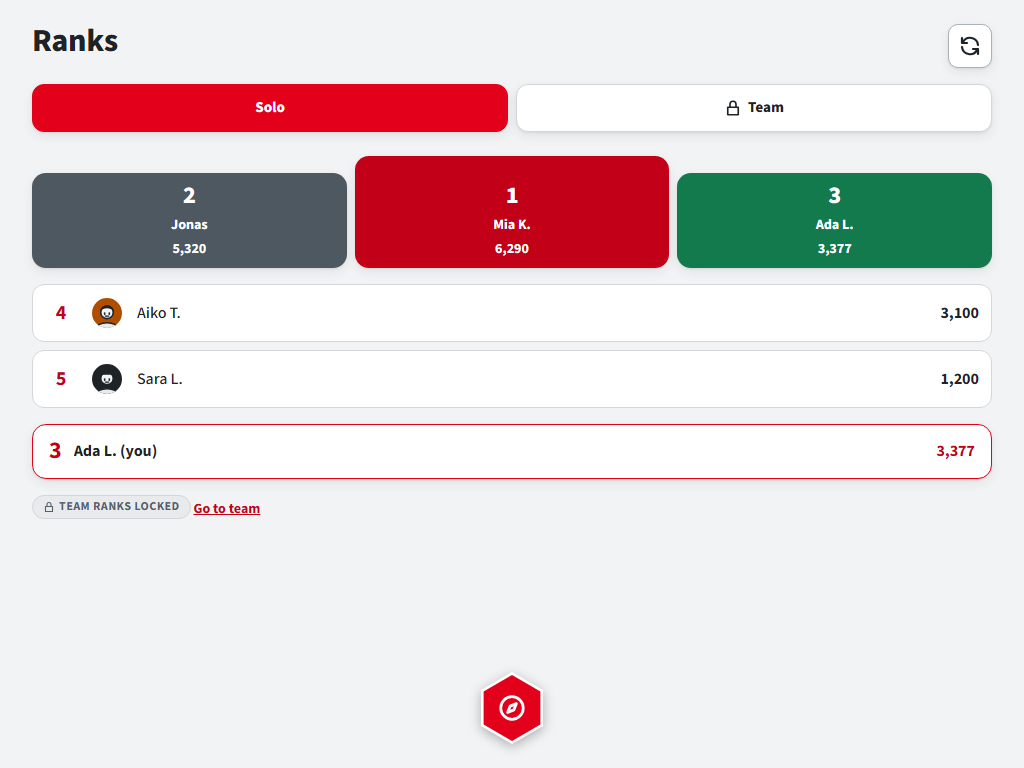 Ranks
Solo
Team
2
Jonas
5,320
1
Mia K.
6,290
3
Ada L.
3,377
4 Aiko T. 3,100
5 Sara L. 1,200
3 Ada L. (you) 3,377
TEAM RANKS LOCKED Go to team